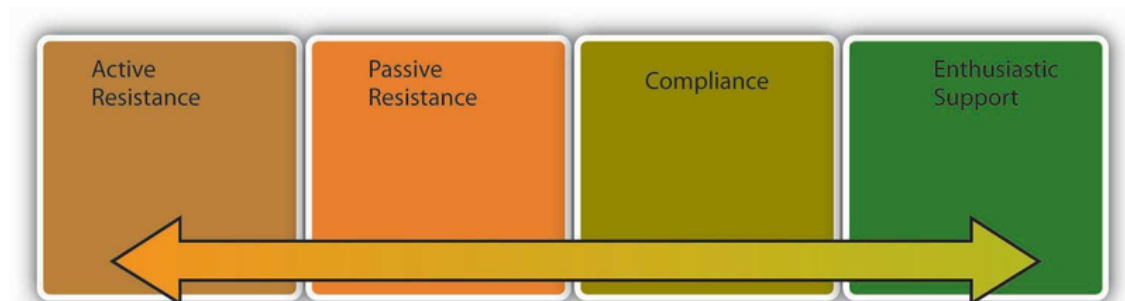 Active
Resistance
Passive
Resistance
Compliance
Enthusiastic
Support